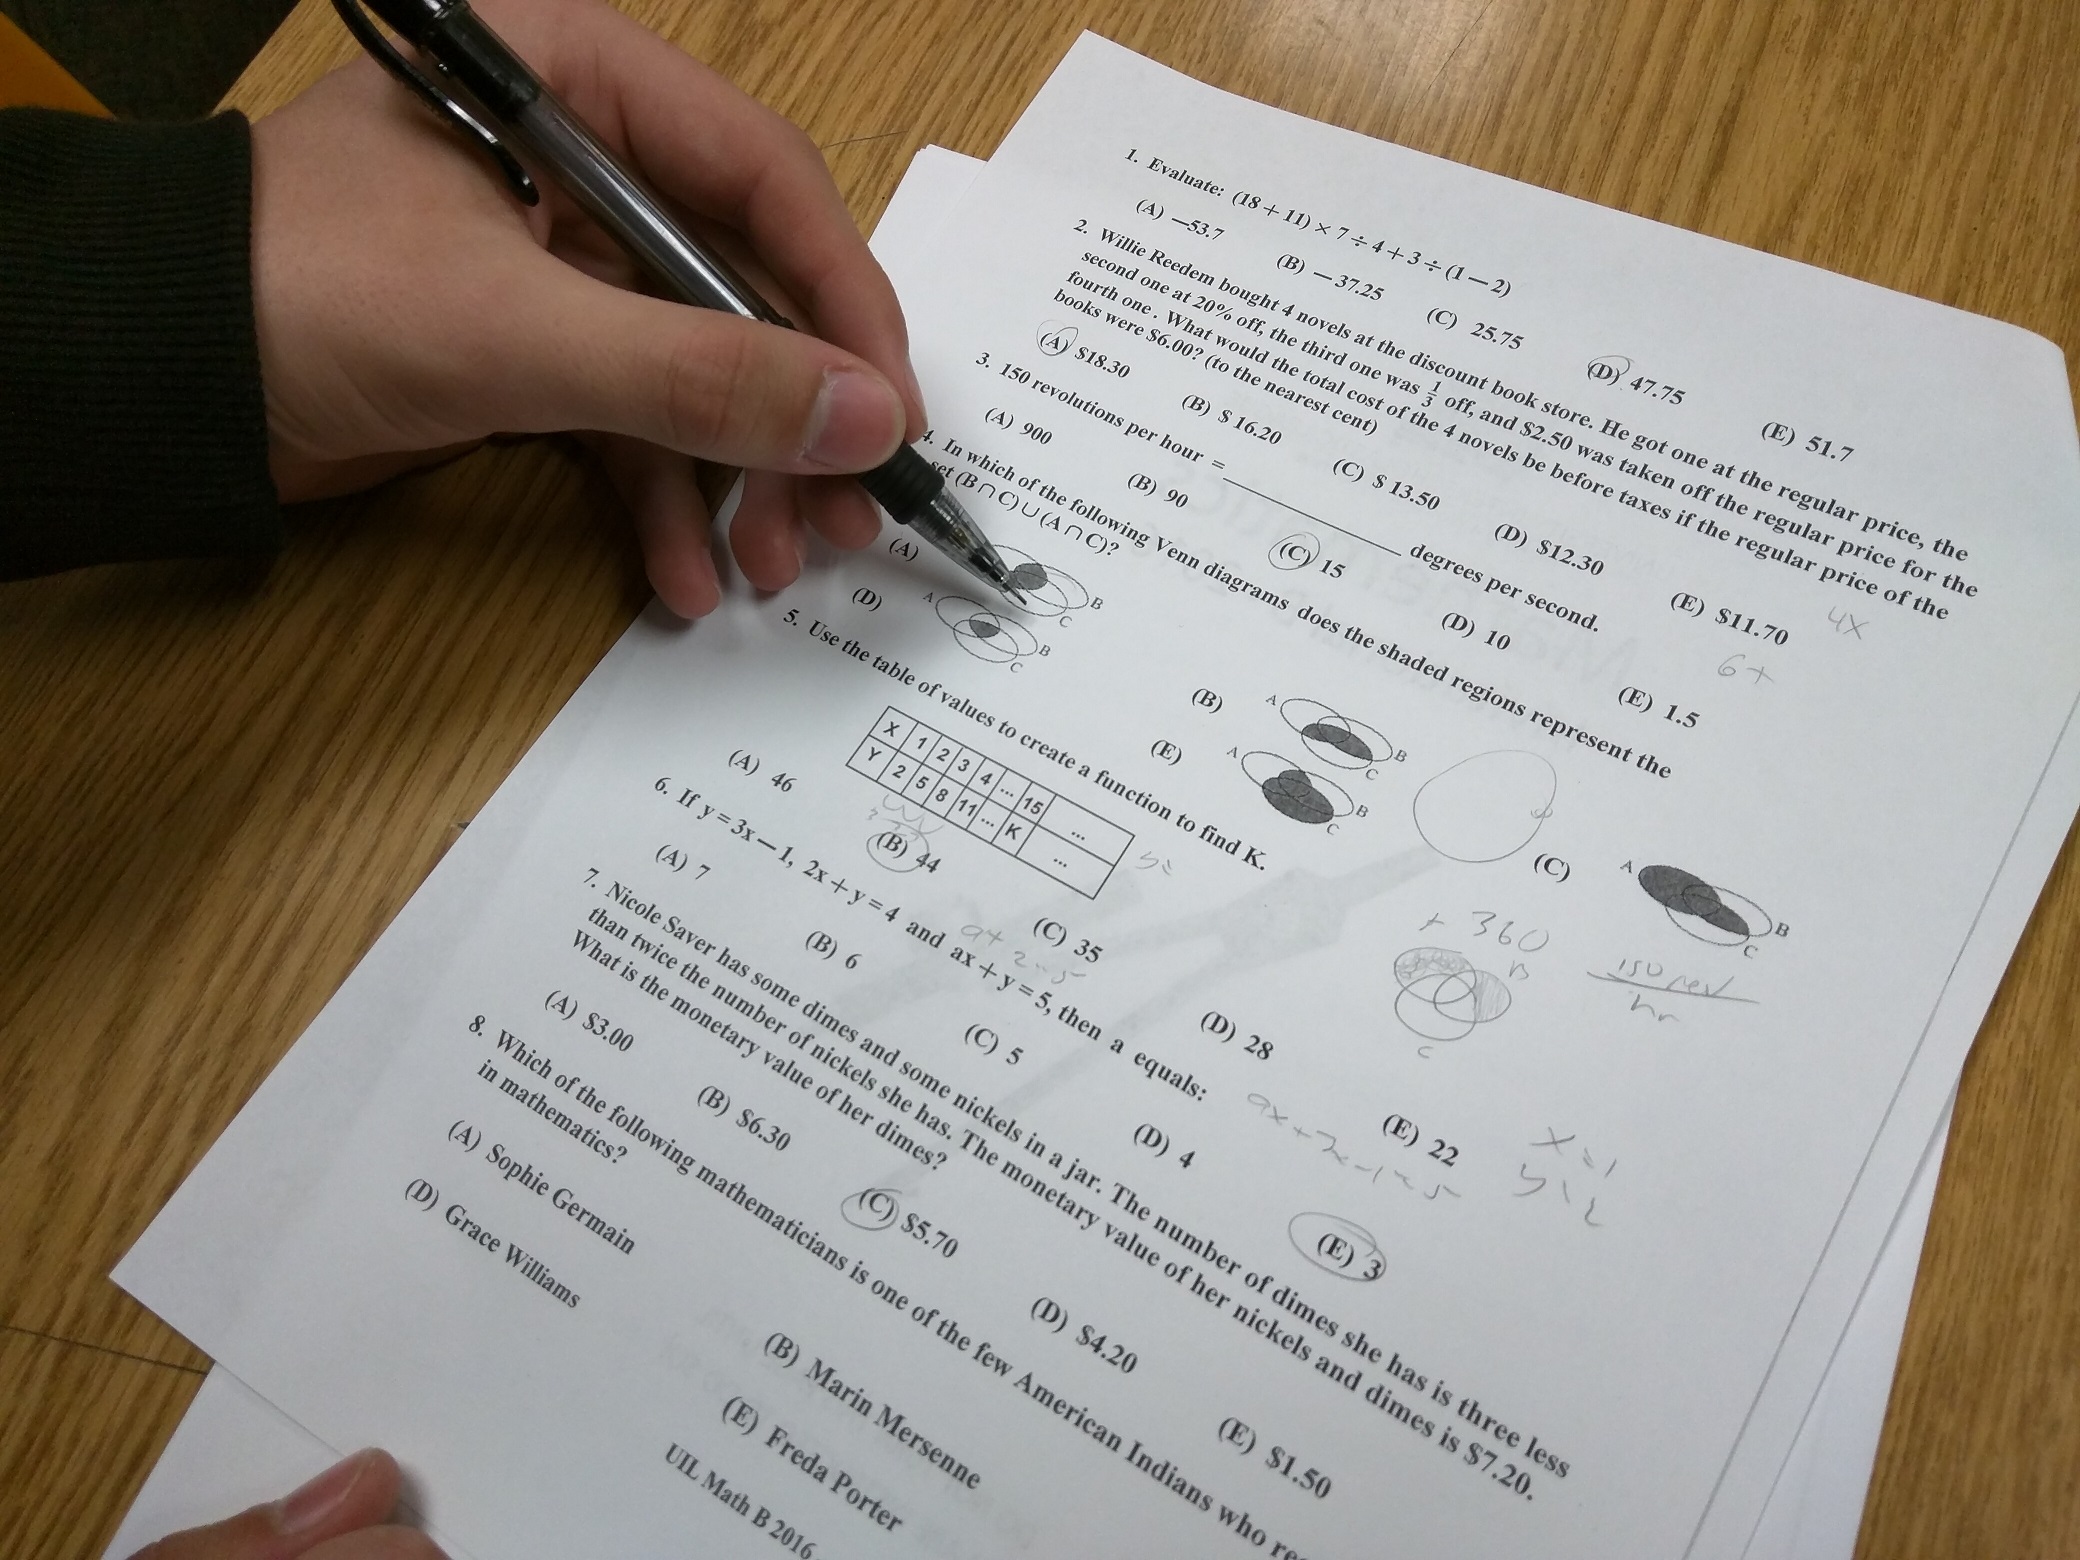 1. Evaluate: (18 + 11) × 7 ÷ 4 + 3 ÷ (1 − 2)
(A) −53.7 (B) −37.25 (C) 25.75 (D) 47.75 (E) 51.7
2. Willie Reedem bought 4 novels at the discount book store. He got one at the regular price, the
second one at 20% off, the third one was 1/3 off, and $2.50 was taken off the regular price for the
fourth one . What would the total cost of the 4 novels be before taxes if the regular price of the
books were $6.00? (to the nearest cent)
(A) $18.30 (B) $ 16.20 (C) $ 13.50 (D) $12.30 (E) $11.70
4x
6+
3. 150 revolutions per hour = __________ degrees per second.
(A) 900 (B) 90 (C) 15 (D) 10 (E) 1.5
4. In which of the following Venn diagrams does the shaded regions represent the
set (B ∩ C) ∪ (A ∩ C)?
(A) B C (B) A B C (C) A B C
(D) A B C (E) A B C
+ 360
150 rev
hr
B
C
5. Use the table of values to create a function to find K.
X 1 2 3 4 ... 15 ...
Y 2 5 8 11 ... K ...
(A) 46 (B) 44 (C) 35 (D) 28 (E) 22
6. If y = 3x − 1, 2x + y = 4 and ax + y = 5, then a equals:
a+ 2=5
ax+3x-1=5
x=1
y=2
(A) 7 (B) 6 (C) 5 (D) 4 (E) 3
7. Nicole Saver has some dimes and some nickels in a jar. The number of dimes she has is three less
than twice the number of nickels she has. The monetary value of her nickels and dimes is $7.20.
What is the monetary value of her dimes?
(A) $3.00 (B) $6.30 (C) $5.70 (D) $4.20 (E) $1.50
8. Which of the following mathematicians is one of the few American Indians who
in mathematics?
(A) Sophie Germain (B) Marin Mersenne
(D) Grace Williams (E) Freda Porter
UIL Math B 2016